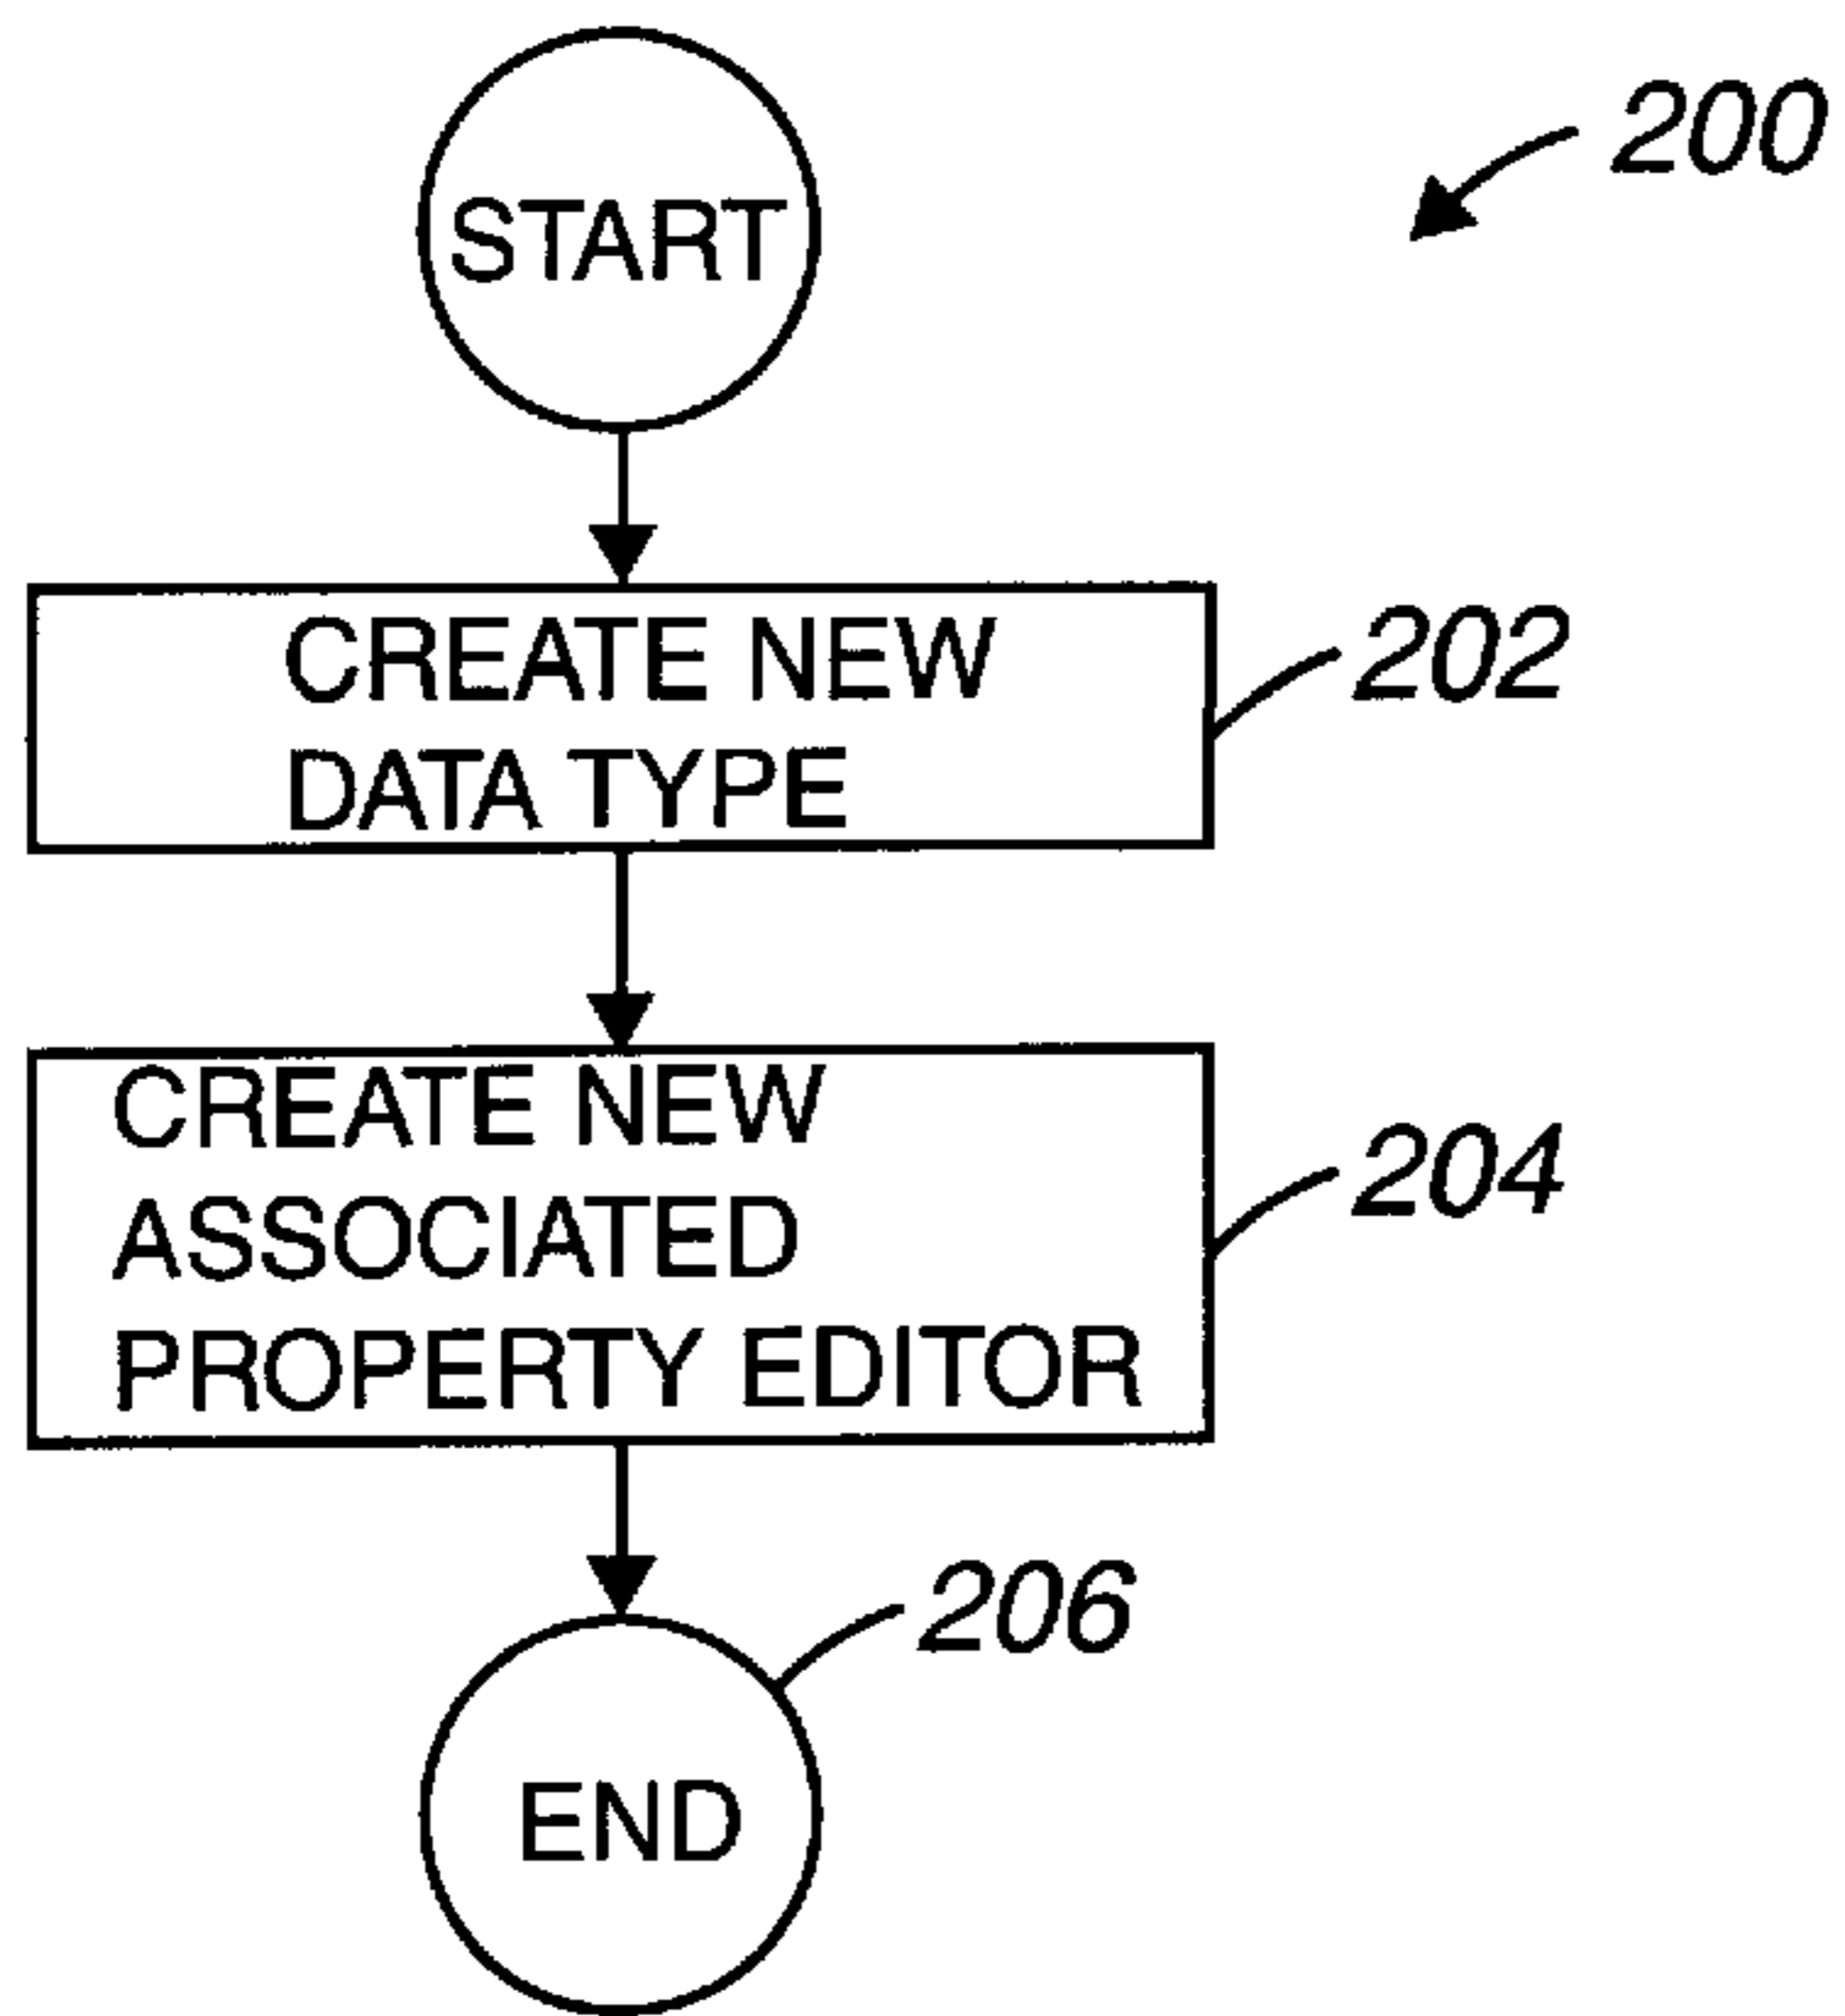 START
200
CREATE NEW
DATA TYPE
202
CREATE NEW
ASSOCIATED
PROPERTY EDITOR
204
206
END